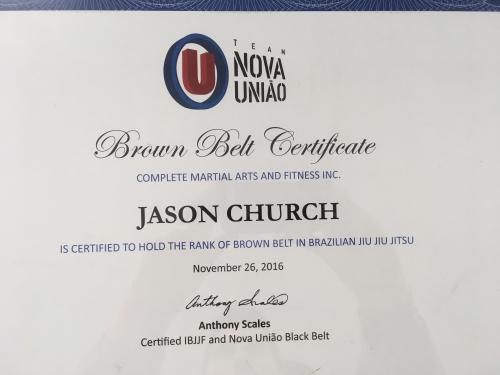 TEAM
NOVA
UNIÃO
Brown Belt Certificate
COMPLETE MARTIAL ARTS AND FITNESS INC.
JASON CHURCH
IS CERTIFIED TO HOLD THE RANK OF BROWN BELT IN BRAZILIAN JIU JIU JITSU
November 26, 2016
Anthony Scales
Anthony Scales
Certified IBJJF and Nova União Black Belt